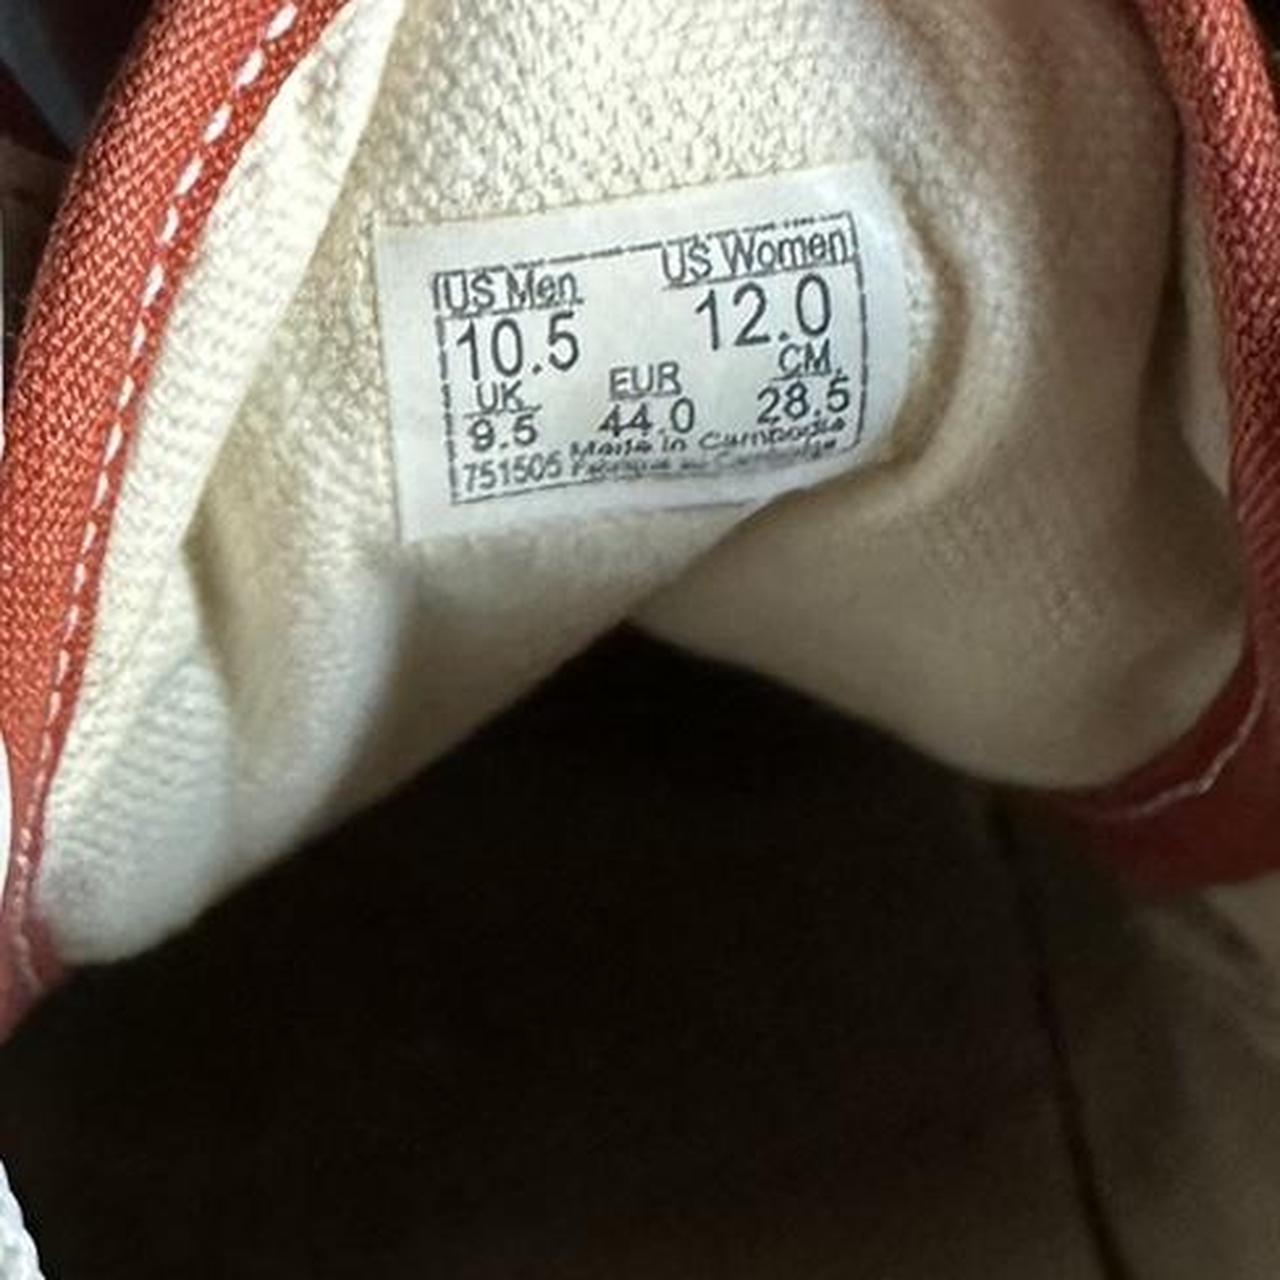 US Men US Women
10.5 12.0
UK EUR CM
9.5 44.0 28.5
Made in Cambodia
751505 Fabriqué au Cambodge